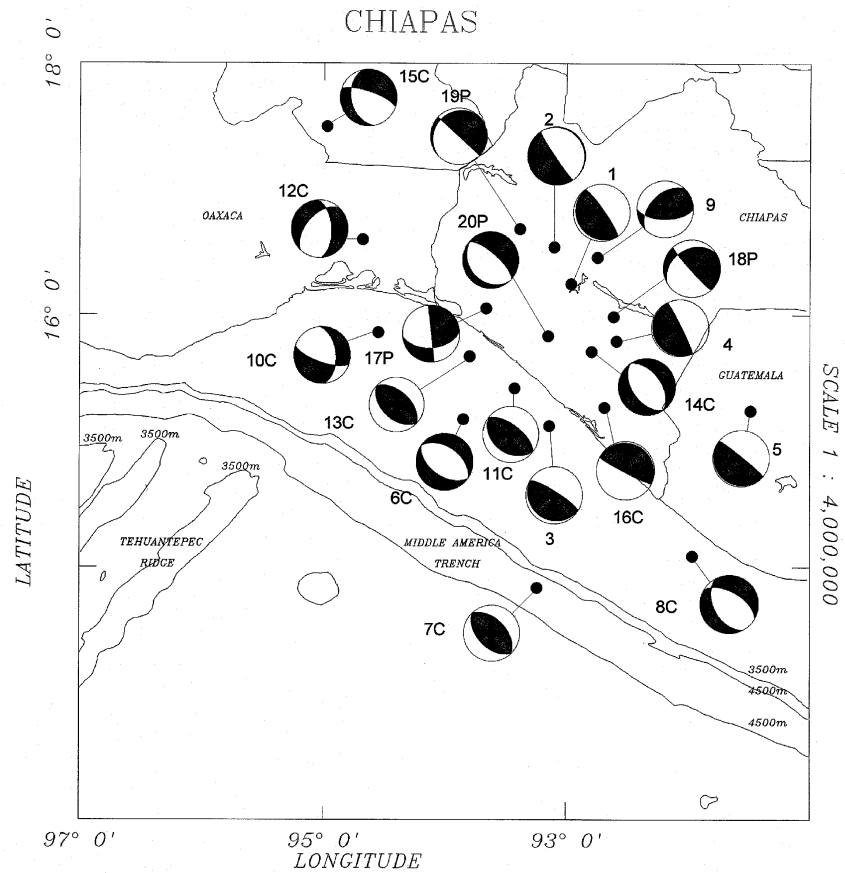 CHIAPAS
18° 0'
15C
19P
2
1
12C
9
OAXACA
20P
CHIAPAS
18P
16° 0'
10C
17P
4
GUATEMALA
14C
13C
3500m
3500m
11C
5
3500m
6C
16C
3
TEHUANTEPEC
RIDGE
MIDDLE AMERICA
TRENCH
8C
7C
3500m
4500m
4500m
LATITUDE
SCALE 1 : 4,000,000
97° 0'
95° 0'
93° 0'
LONGITUDE